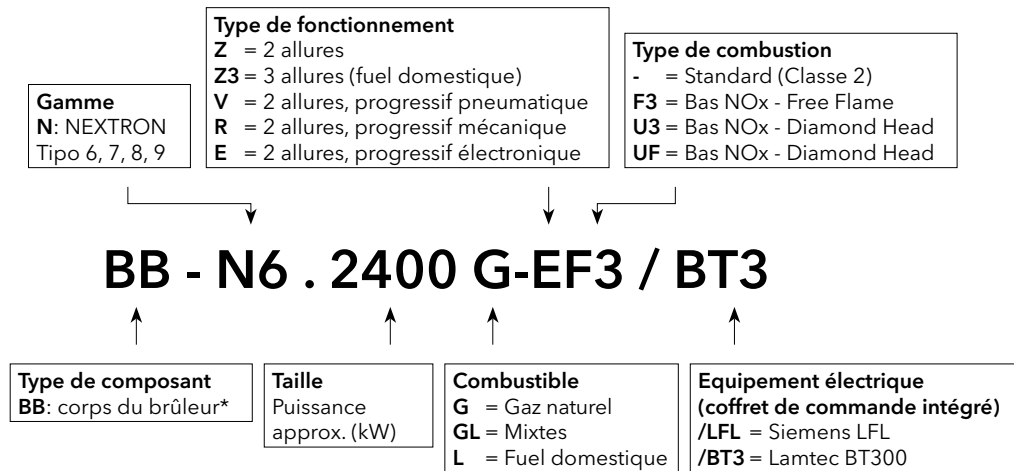 Type de fonctionnement
Z = 2 allures
Z3 = 3 allures (fuel domestique)
V = 2 allures, progressif pneumatique
R = 2 allures, progressif mécanique
E = 2 allures, progressif électronique
Type de combustion
- = Standard (Classe 2)
F3 = Bas NOx - Free Flame
U3 = Bas NOx - Diamond Head
UF = Bas NOx - Diamond Head
Gamme
N: NEXTRON
Tipo 6, 7, 8, 9
BB - N6 . 2400 G-EF3 / BT3
Type de composant
BB: corps du brûleur*
Taille
Puissance
approx. (kW)
Combustible
G = Gaz naturel
GL = Mixtes
L = Fuel domestique
Equipement électrique
(coffret de commande intégré)
/LFL = Siemens LFL
/BT3 = Lamtec BT300